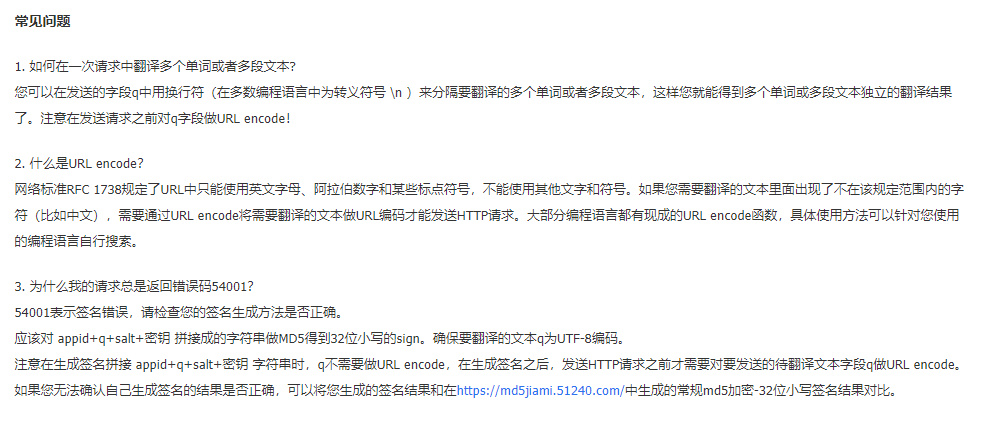 常见问题
1. 如何在一次请求中翻译多个单词或者多段文本?
您可以在发送的字段q中用换行符（在多数编程语言中为转义符号 \n ）来分隔要翻译的多个单词或者多段文本，这样您就能得到多个单词或多段文本独立的翻译结果
了。注意在发送请求之前对q字段做URL encode！
2. 什么是URL encode?
网络标准RFC 1738规定了URL中只能使用英文字母、阿拉伯数字和某些标点符号，不能使用其他文字和符号。如果您需要翻译的文本里面出现了不在该规定范围内的字
符（比如中文），需要通过URL encode将需要翻译的文本做URL编码才能发送HTTP请求。大部分编程语言都有现成的URL encode函数，具体使用方法可以针对您使用
的编程语言自行搜索。
3. 为什么我的请求总是返回错误码54001?
54001表示签名错误，请检查您的签名生成方法是否正确。
应该对 appid+q+salt+密钥 拼接成的字符串做MD5得到32位小写的sign。确保要翻译的文本q为UTF-8编码。
注意在生成签名拼接 appid+q+salt+密钥 字符串时，q不需要做URL encode，在生成签名之后，发送HTTP请求之前才需要对要发送的待翻译文本字段q做URL encode。
如果您无法确认自己生成签名的结果是否正确，可以将您生成的签名结果和在https://md5jiami.51240.com/中生成的常规md5加密-32位小写签名结果对比。